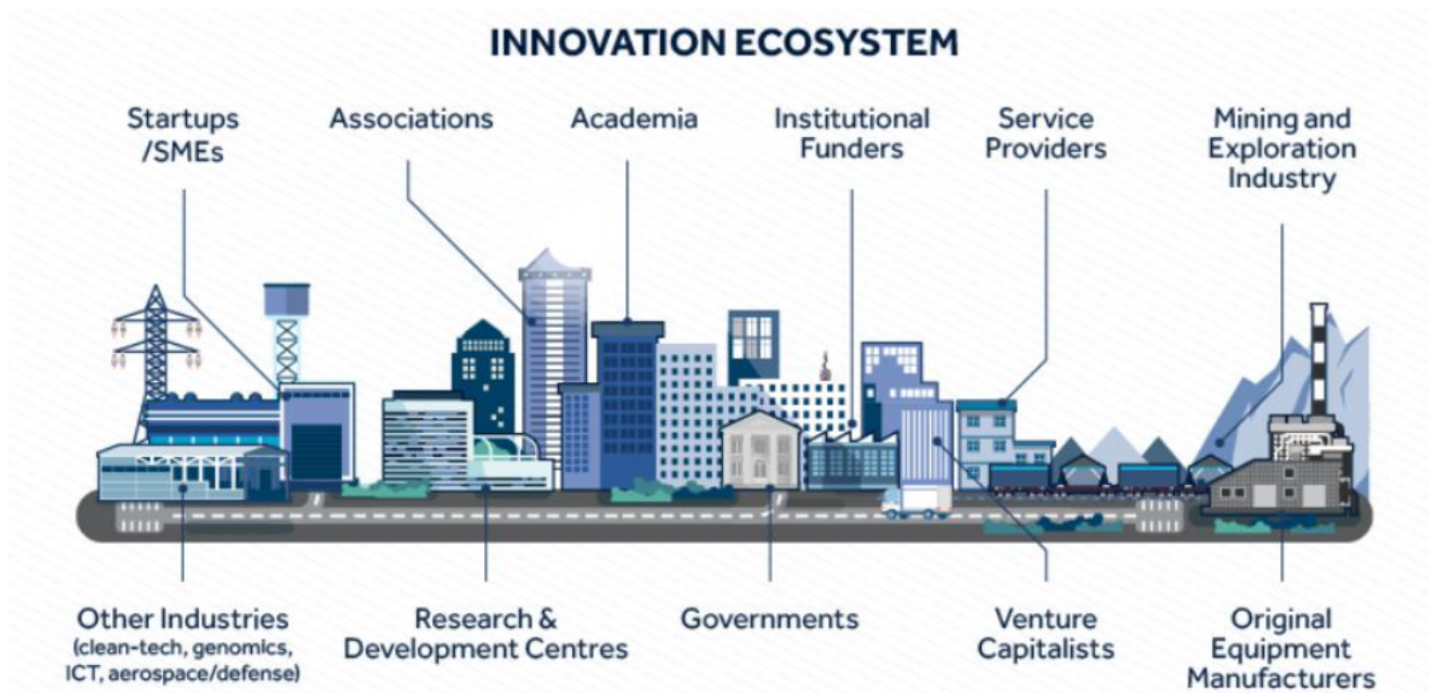 INNOVATION ECOSYSTEM
Startups
/SMEs
Associations
Academia
Institutional
Funders
Service
Providers
Mining and
Exploration
Industry
Other Industries
(clean-tech, genomics,
ICT, aerospace/defense)
Research &
Development Centres
Governments
Venture
Capitalists
Original
Equipment
Manufacturers